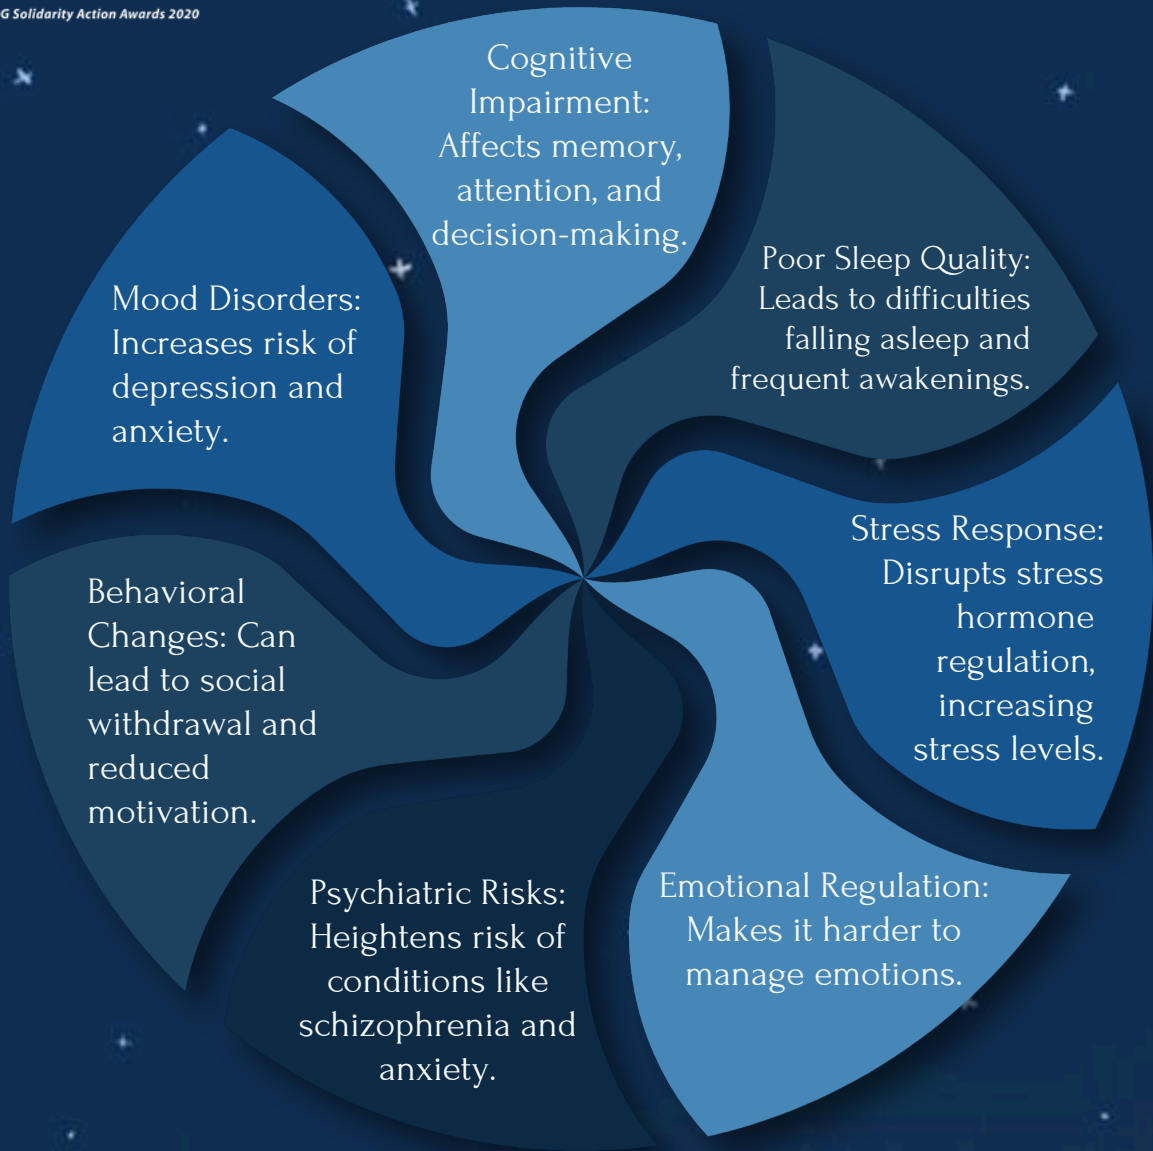 G Solidarity Action Awards 2020
Cognitive
Impairment:
Affects memory,
attention, and
decision-making.
Poor Sleep Quality:
Leads to difficulties
falling asleep and
frequent awakenings.
Stress Response:
Disrupts stress
hormone
regulation,
increasing
stress levels.
Emotional Regulation:
Makes it harder to
manage emotions.
Psychiatric Risks:
Heightens risk of
conditions like
schizophrenia and
anxiety.
Behavioral
Changes: Can
lead to social
withdrawal and
reduced
motivation.
Mood Disorders:
Increases risk of
depression and
anxiety.